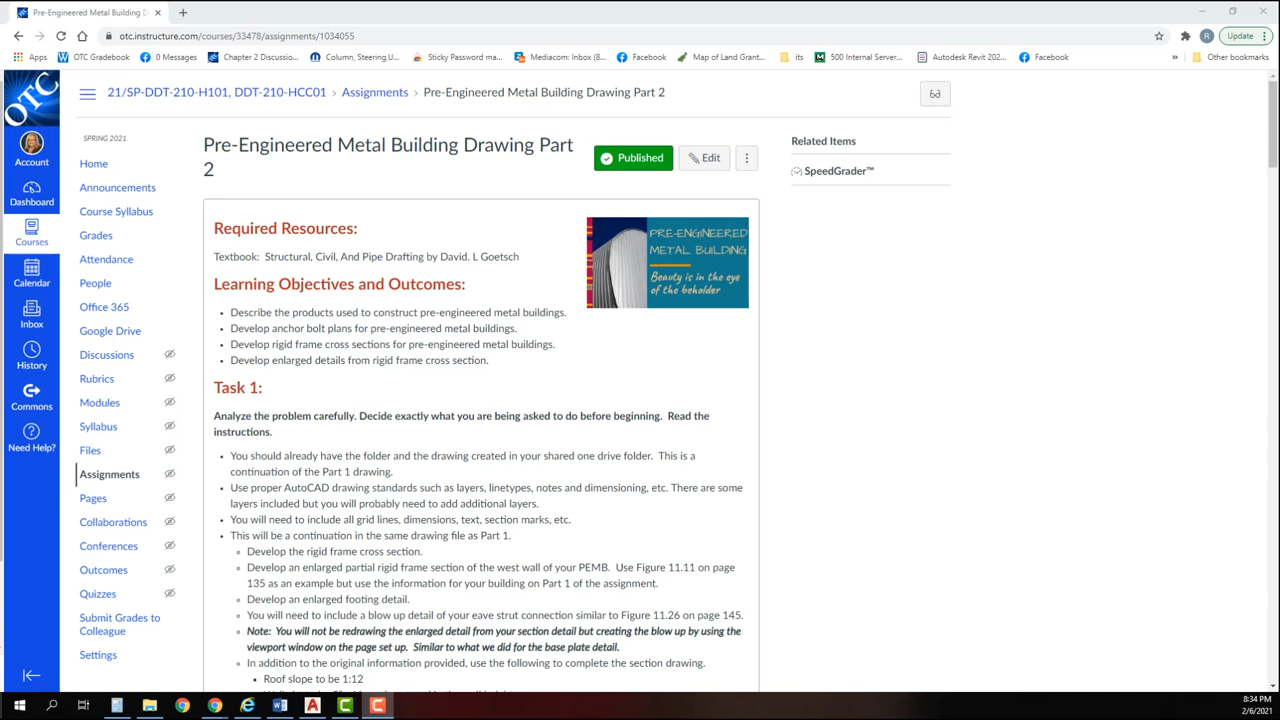 Pre-Engineered Metal Building D
otc.instructure.com/courses/33478/assignments/1034055
R
Update
Apps
OTC Gradebook
0 Messages
Chapter 2 Discussio...
Column, Steering,U...
Sticky Password ma...
Mediacom: Inbox (8...
Facebook
Map of Land Grant...
its
500 Internal Server...
Autodesk Revit 202...
Facebook
»
Other bookmarks
OTC
21/SP-DDT-210-H101, DDT-210-HCC01 › Assignments › Pre-Engineered Metal Building Drawing Part 2
Account
Dashboard
Courses
Calendar
Inbox
History
Commons
Need Help?
SPRING 2021
Home
Announcements
Course Syllabus
Grades
Attendance
People
Office 365
Google Drive
Discussions
Rubrics
Modules
Syllabus
Files
Assignments
Pages
Collaborations
Conferences
Outcomes
Quizzes
Submit Grates to
Colleague
Settings
Pre-Engineered Metal Building Drawing Part
2
Published
Edit
Related Items
SpeedGrader™
Required Resources:
Textbook: Structural, Civil, And Pipe Drafting by David. L Goetsch
PRE-ENGINEERED
METAL BUILDING
Beauty is in the eye
of the beholder
Learning Objectives and Outcomes:
• Describe the products used to construct pre-engineered metal buildings.
• Develop anchor bolt plans for pre-engineered metal buildings.
• Develop rigid frame cross sections for pre-engineered metal buildings.
• Develop enlarged details from rigid frame cross section.
Task 1:
Analyze the problem carefully. Decide exactly what you are being asked to do before beginning. Read the
instructions.
• You should already have the folder and the drawing created in your shared one drive folder. This is a
continuation of the Part 1 drawing.
• Use proper AutoCAD drawing standards such as layers, linetypes, notes and dimensioning, etc. There are some
layers included but you will probably need to add additional layers.
• You will need to include all grid lines, dimensions, text, section marks, etc.
• This will be a continuation in the same drawing file as Part 1.
Develop the rigid frame cross section.
Develop an enlarged partial rigid frame section of the west wall of your PEMB. Use Figure 11.11 on page
135 as an example but use the information for your building on Part 1 of the assignment.
Develop an enlarged footing detail.
You will need to include a blow up detail of your eave strut connection similar to Figure 11.26 on page 145.
Note: You will not be redrawing the enlarged detail from your section detail but creating the blow up by using the
viewport window on the page set up. Similar to what we did for the base plate detail.
In addition to the original information provided, use the following to complete the section drawing.
Roof slope to be 1:12
8:34 PM
2/6/2021